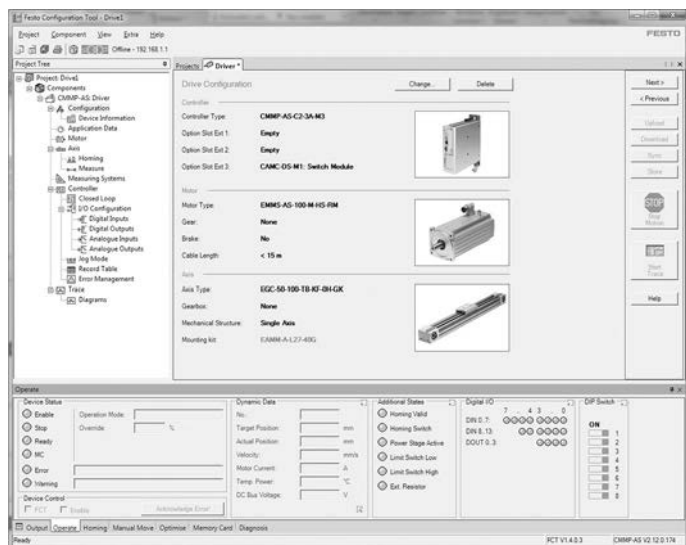 Festo Configuration Tool - Drive1
Project Component View Extra Help
FESTO
Offline - 192.168.1.1
Project Tree
Projects Driver *
Project: Drive1
Components
CMMP-AS: Driver
Configuration
Device Information
Application Data
Motor
Axis
Homing
Measure
Measuring Systems
Controller
Closed Loop
I/O Configuration
Digital Inputs
Digital Outputs
Analogue Inputs
Analogue Outputs
Jog Mode
Record Table
Error Management
Trace
Diagrams
Drive Configuration
Change...
Delete
Controller
Controller Type: CMMP-AS-C2-3A-M3
Option Slot Ext 1: Empty
Option Slot Ext 2: Empty
Option Slot Ext 3: CAMC-DS-M1: Switch Module
Motor
Motor Type EMMS-AS-100-M-HS-RM
Gear: None
Brake: No
Cable Length < 15 m
Axis
Axis Type: EGC-50-100-TB-KF-0H-GK
Gearbox: None
Mechanical Structure: Single Axis
Mounting kit EAMM-A-L27-40G
Next >
< Previous
Upload
Download
Sync
Store
STOP
Stop
Motion
Start
Trace
Help
Operate
Device Status
Enable
Stop
Ready
MC
Error
Warning
Operation Mode:
Override: %
Device Control
FCT Enable
Acknowledge Error!
Dynamic Data
No.:
Target Position: mm
Actual Position: mm
Velocity: mm/s
Motor Current: A
Temp. Power: °C
DC Bus Voltage: V
Additional States
Homing Valid
Homing Switch
Power Stage Active
Limit Switch Low
Limit Switch High
Ext. Resistor
Digital I/O
7 .. 4 3 .. 0
DIN 0..7:
DIN 8..13:
DOUT 0..3:
DIP Switch
ON
1
2
3
4
5
6
7
8
Output Operate Homing Manual Move Optimise Memory Card Diagnosis
Ready
FCT V1.4.0.3
CMMP-AS V2.12.0.174